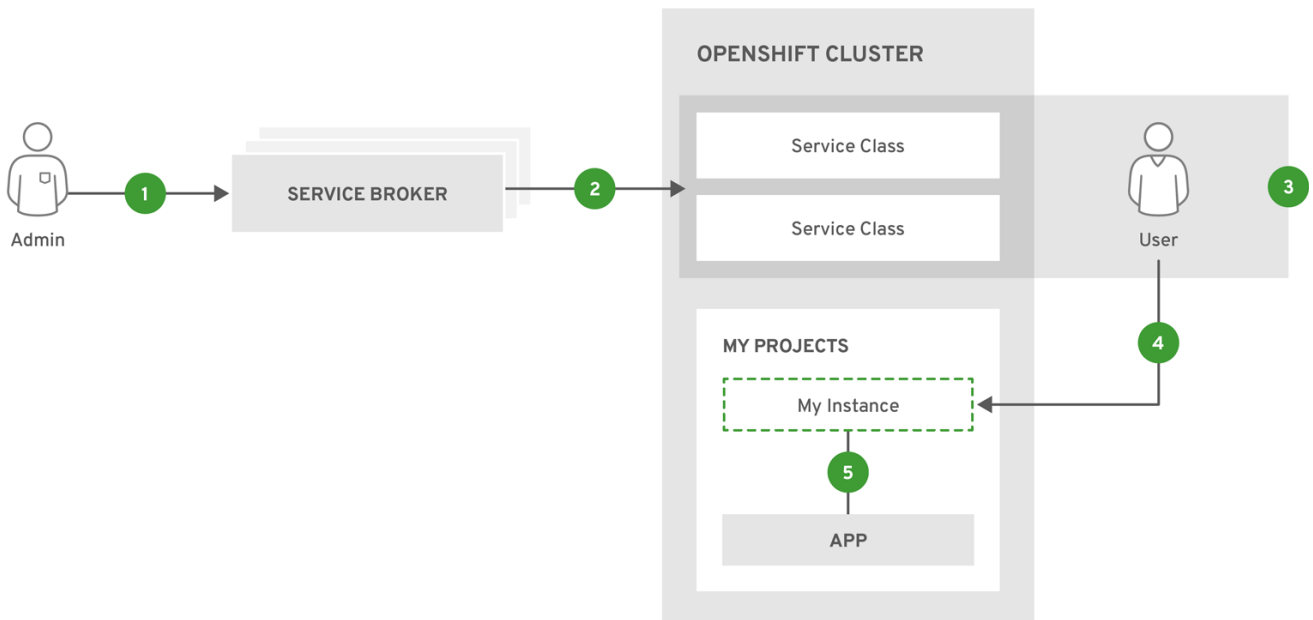 OPENSHIFT CLUSTER
Service Class
1
2
SERVICE BROKER
3
Service Class
Admin
User
MY PROJECTS
4
My Instance
5
APP